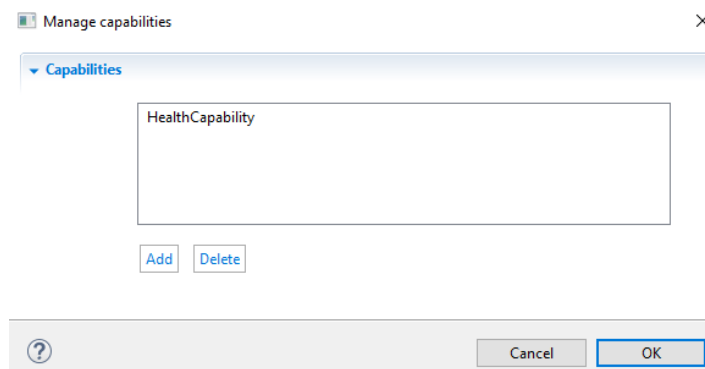 Manage capabilities
Capabilities
HealthCapability
Add Delete
? Cancel OK